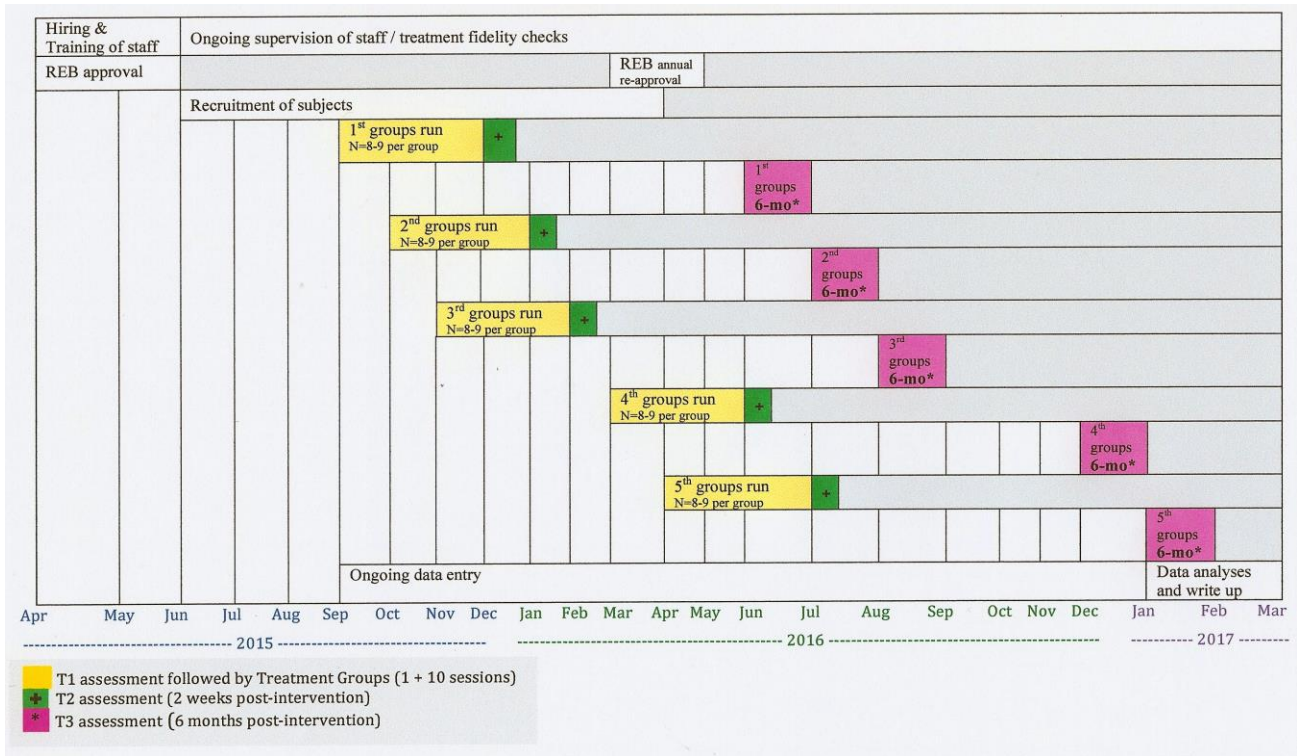 Hiring &
Training of staff
Ongoing supervision of staff / treatment fidelity checks
REB approval
REB annual
re-approval
Recruitment of subjects
1st groups run
N=8-9 per group
+
1st
groups
6-mo*
2nd groups run
N=8-9 per group
+
2nd
groups
6-mo*
3rd groups run
N=8-9 per group
+
3rd
groups
6-mo*
4th groups run
N=8-9 per group
+
4th
groups
6-mo*
5th groups run
N=8-9 per group
+
5th
groups
6-mo*
Ongoing data entry
Data analyses
and write up
Apr May Jun Jul Aug Sep Oct Nov Dec Jan Feb Mar Apr May Jun Jul Aug Sep Oct Nov Dec Jan Feb Mar
2015 2016 2017
T1 assessment followed by Treatment Groups (1 + 10 sessions)
+ T2 assessment (2 weeks post-intervention)
* T3 assessment (6 months post-intervention)